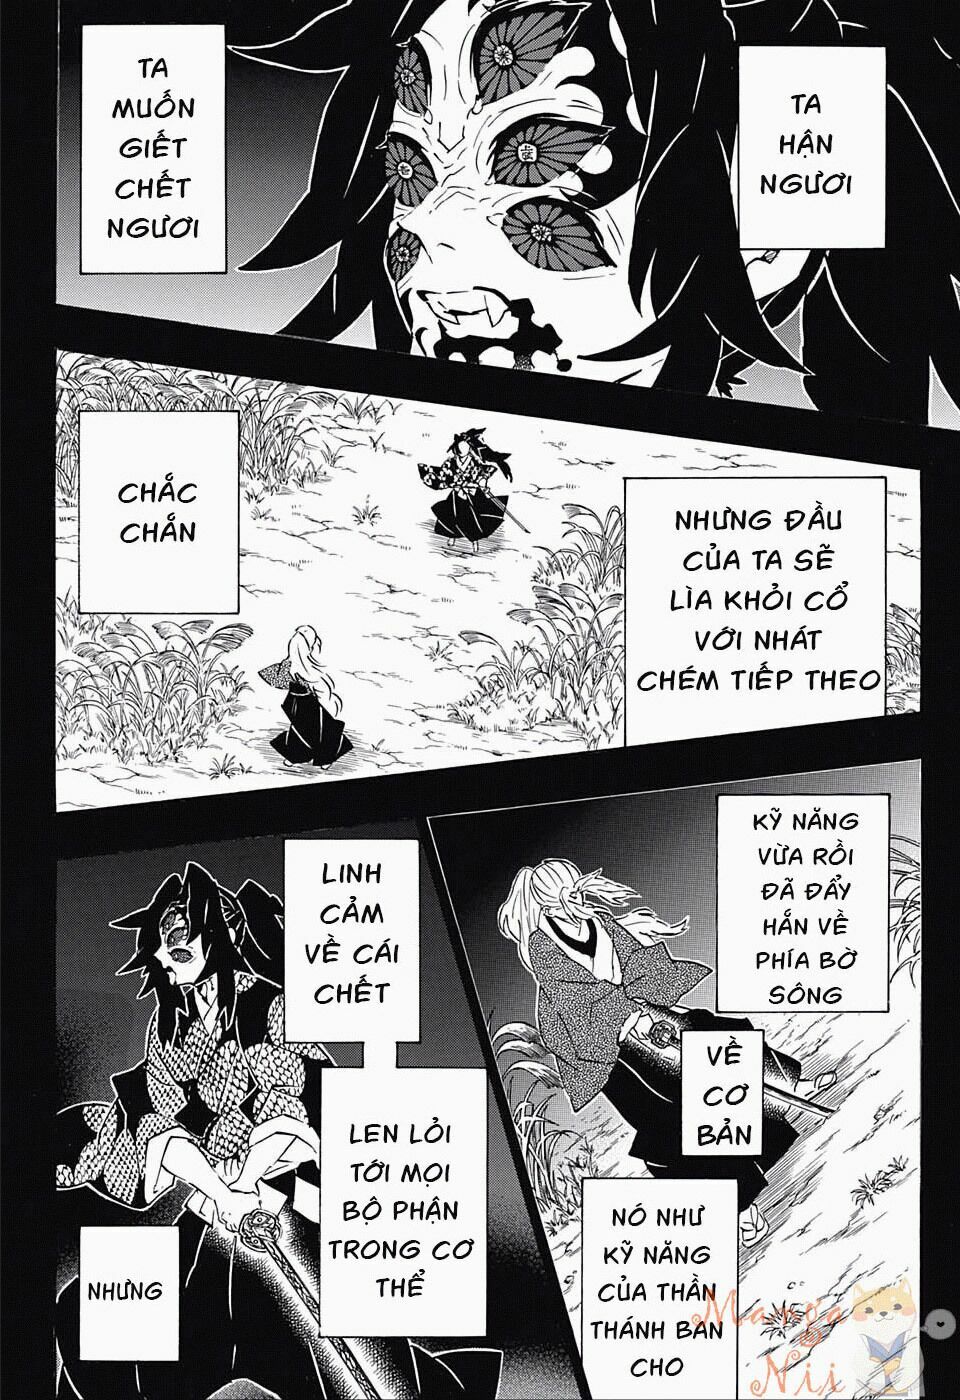 TA
HẬN
NGƯƠI
TA
MUỐN
GIẾT
CHẾT
NGƯƠI
NHƯNG ĐẦU
CỦA TA SẼ
LÌA KHỎI CỔ
VỚI NHÁT
CHÉM TIẾP THEO
CHẮC
CHẮN
KỸ NĂNG
VỪA RỒI
ĐÃ ĐẨY
HẮN VỀ
PHÍA BỜ
SÔNG
VỀ
CƠ
BẢN
NÓ NHƯ
KỸ NĂNG
CỦA THẦN
THÁNH BAN
CHO
LINH
CẢM
VỀ CÁI
CHẾT
LEN LỎI
TỚI MỌI
BỘ PHẬN
TRONG CƠ
THỂ
NHƯNG
Manga
Nii